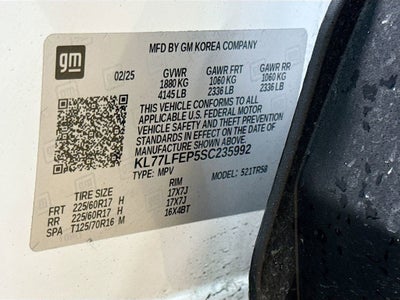 gm
MFD BY GM KOREA COMPANY
02/25 GVWR GAWR FRT GAWR RR
1880 KG 1060 KG 1060 KG
4145 LB 2336 LB 2336 LB
THIS VEHICLE CONFORMS TO ALL
APPLICABLE U.S. FEDERAL MOTOR
VEHICLE SAFETY AND THEFT PREVENTION
STANDARDS IN EFFECT ON THE DATE OF
MANUFACTURE SHOWN ABOVE.
KL77LFEP5SC235992
TYPE: MPV MODEL: 521TR58
TIRE SIZE RIM
FRT 225/60R17 H 17X7J
RR 225/60R17 H 17X7J
SPA T125/70R16 M 16X4BT